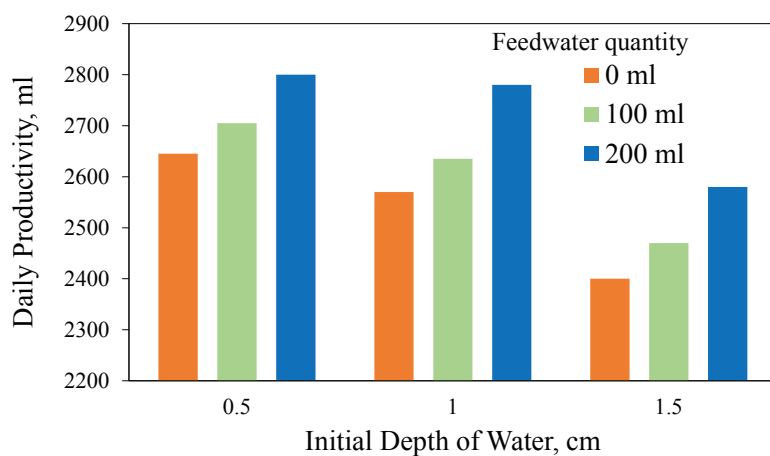 2900
2800
2700
2600
2500
2400
2300
2200
Daily Productivity, ml
Feedwater quantity
0 ml
100 ml
200 ml
0.5 1 1.5
Initial Depth of Water, cm